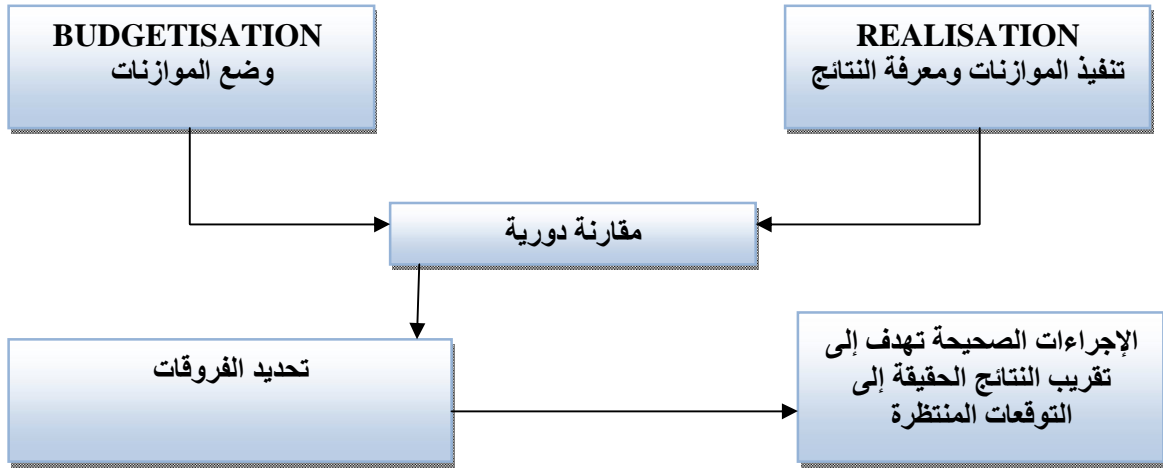 BUDGETISATION
وضع الموازنات
REALISATION
تنفيذ الموازنات ومعرفة النتائج
مقارنة دورية
تحديد الفروقات
الإجراءات الصحيحة تهدف إلى
تقريب النتائج الحقيقة إلى
التوقعات المنتظرة